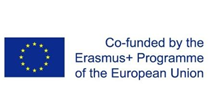 Co-funded by the
Erasmus+ Programme
of the European Union